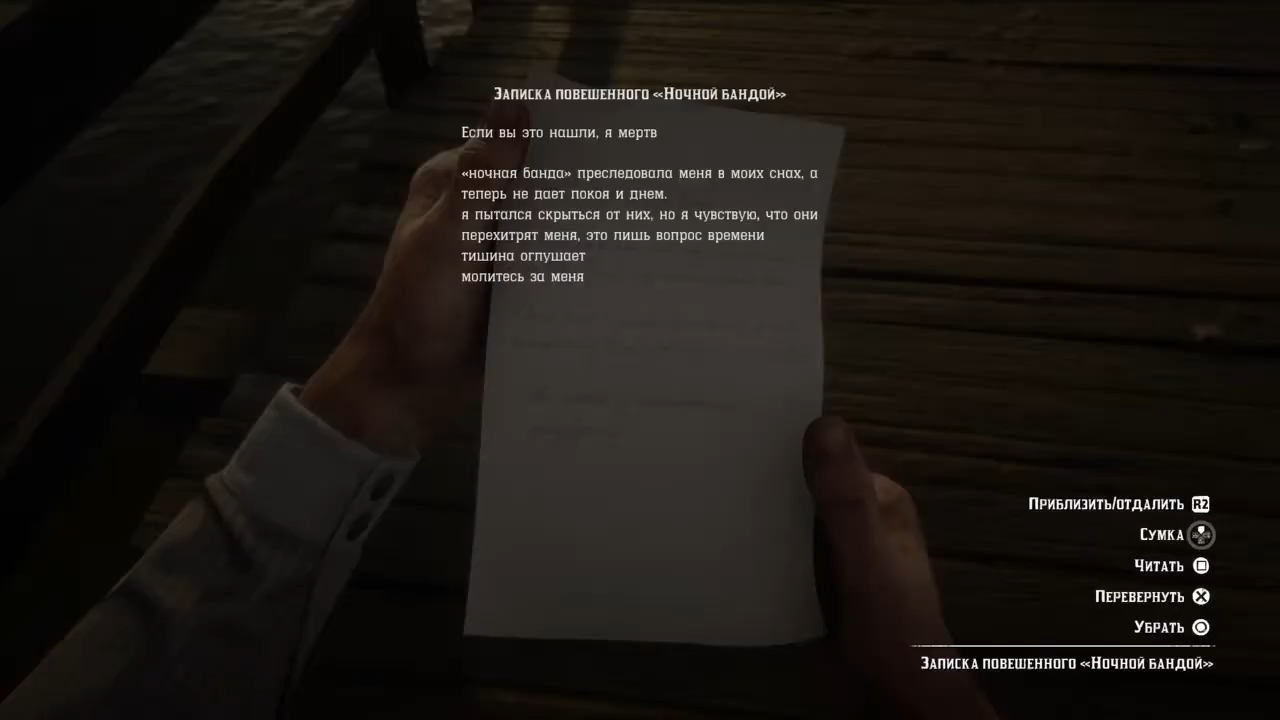 Записка повешенного «Ночной бандой»
Если вы это нашли, я мертв
«ночная банда» преследовала меня в моих снах, а
теперь не дает покоя и днем.
я пытался скрыться от них, но я чувствую, что они
перехитрят меня, это лишь вопрос времени
тишина оглушает
молитесь за меня
Приблизить/отдалить R2
Сумка
Читать
Перевернуть
Убрать
Записка повешенного «Ночной бандой»